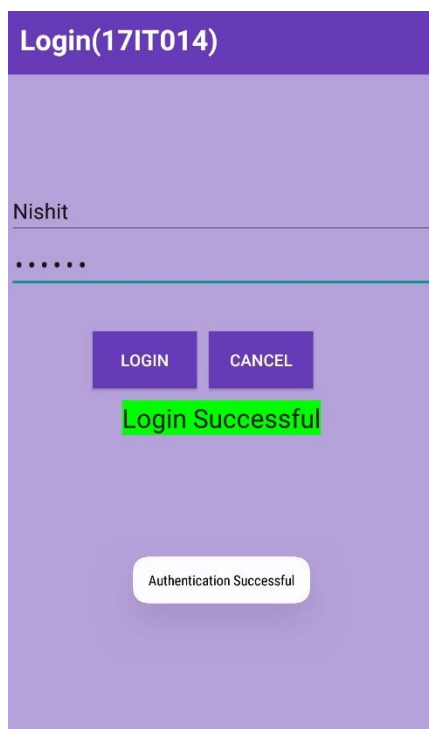 Login(17IT014)
Nishit
······
LOGIN CANCEL
Login Successful
Authentication Successful